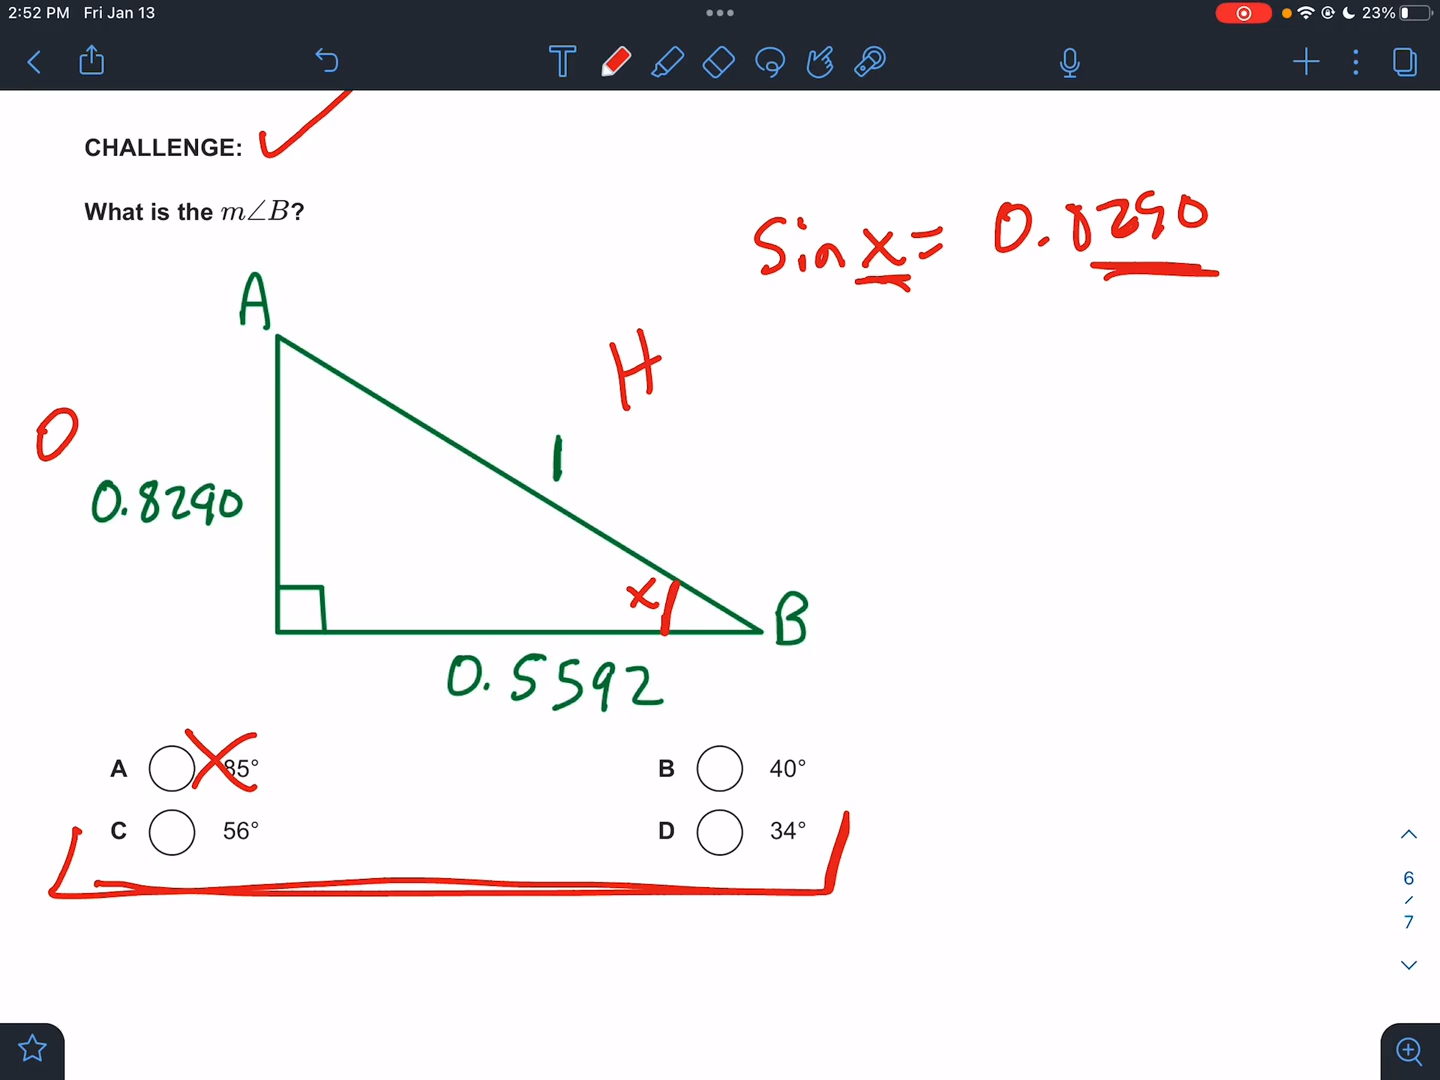 2:52 PM Fri Jan 13
23%
CHALLENGE:
What is the m∠B?
sin x = 0.8290
A
H
O
1
0.8290
x
B
0.5592
A 85°
B 40°
C 56°
D 34°
6
/
7